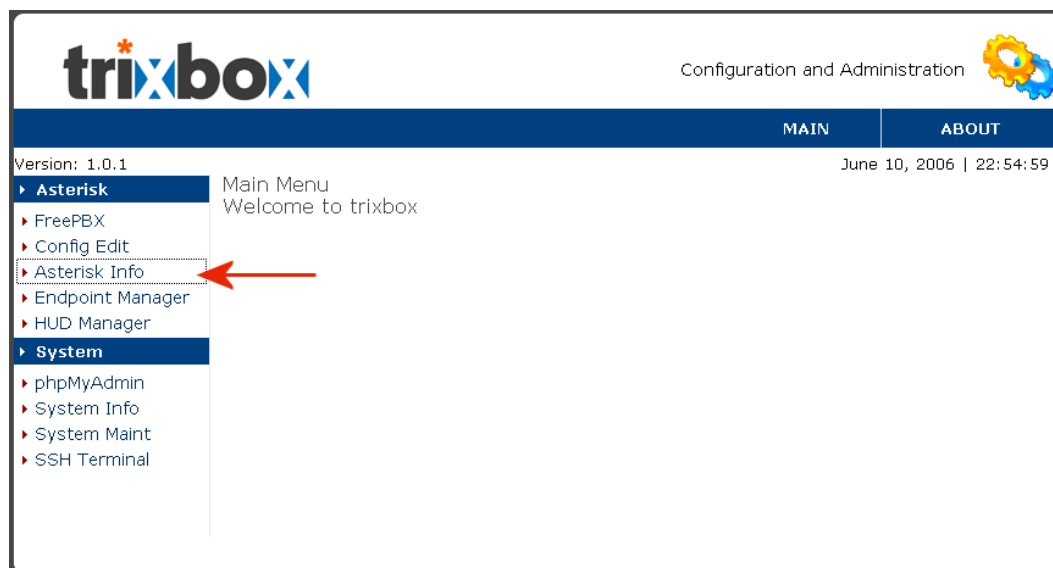 trixbox
Configuration and Administration
MAIN ABOUT
Version: 1.0.1
June 10, 2006 | 22:54:59
Asterisk
FreePBX
Config Edit
Asterisk Info
Endpoint Manager
HUD Manager
System
phpMyAdmin
System Info
System Maint
SSH Terminal
Main Menu
Welcome to trixbox